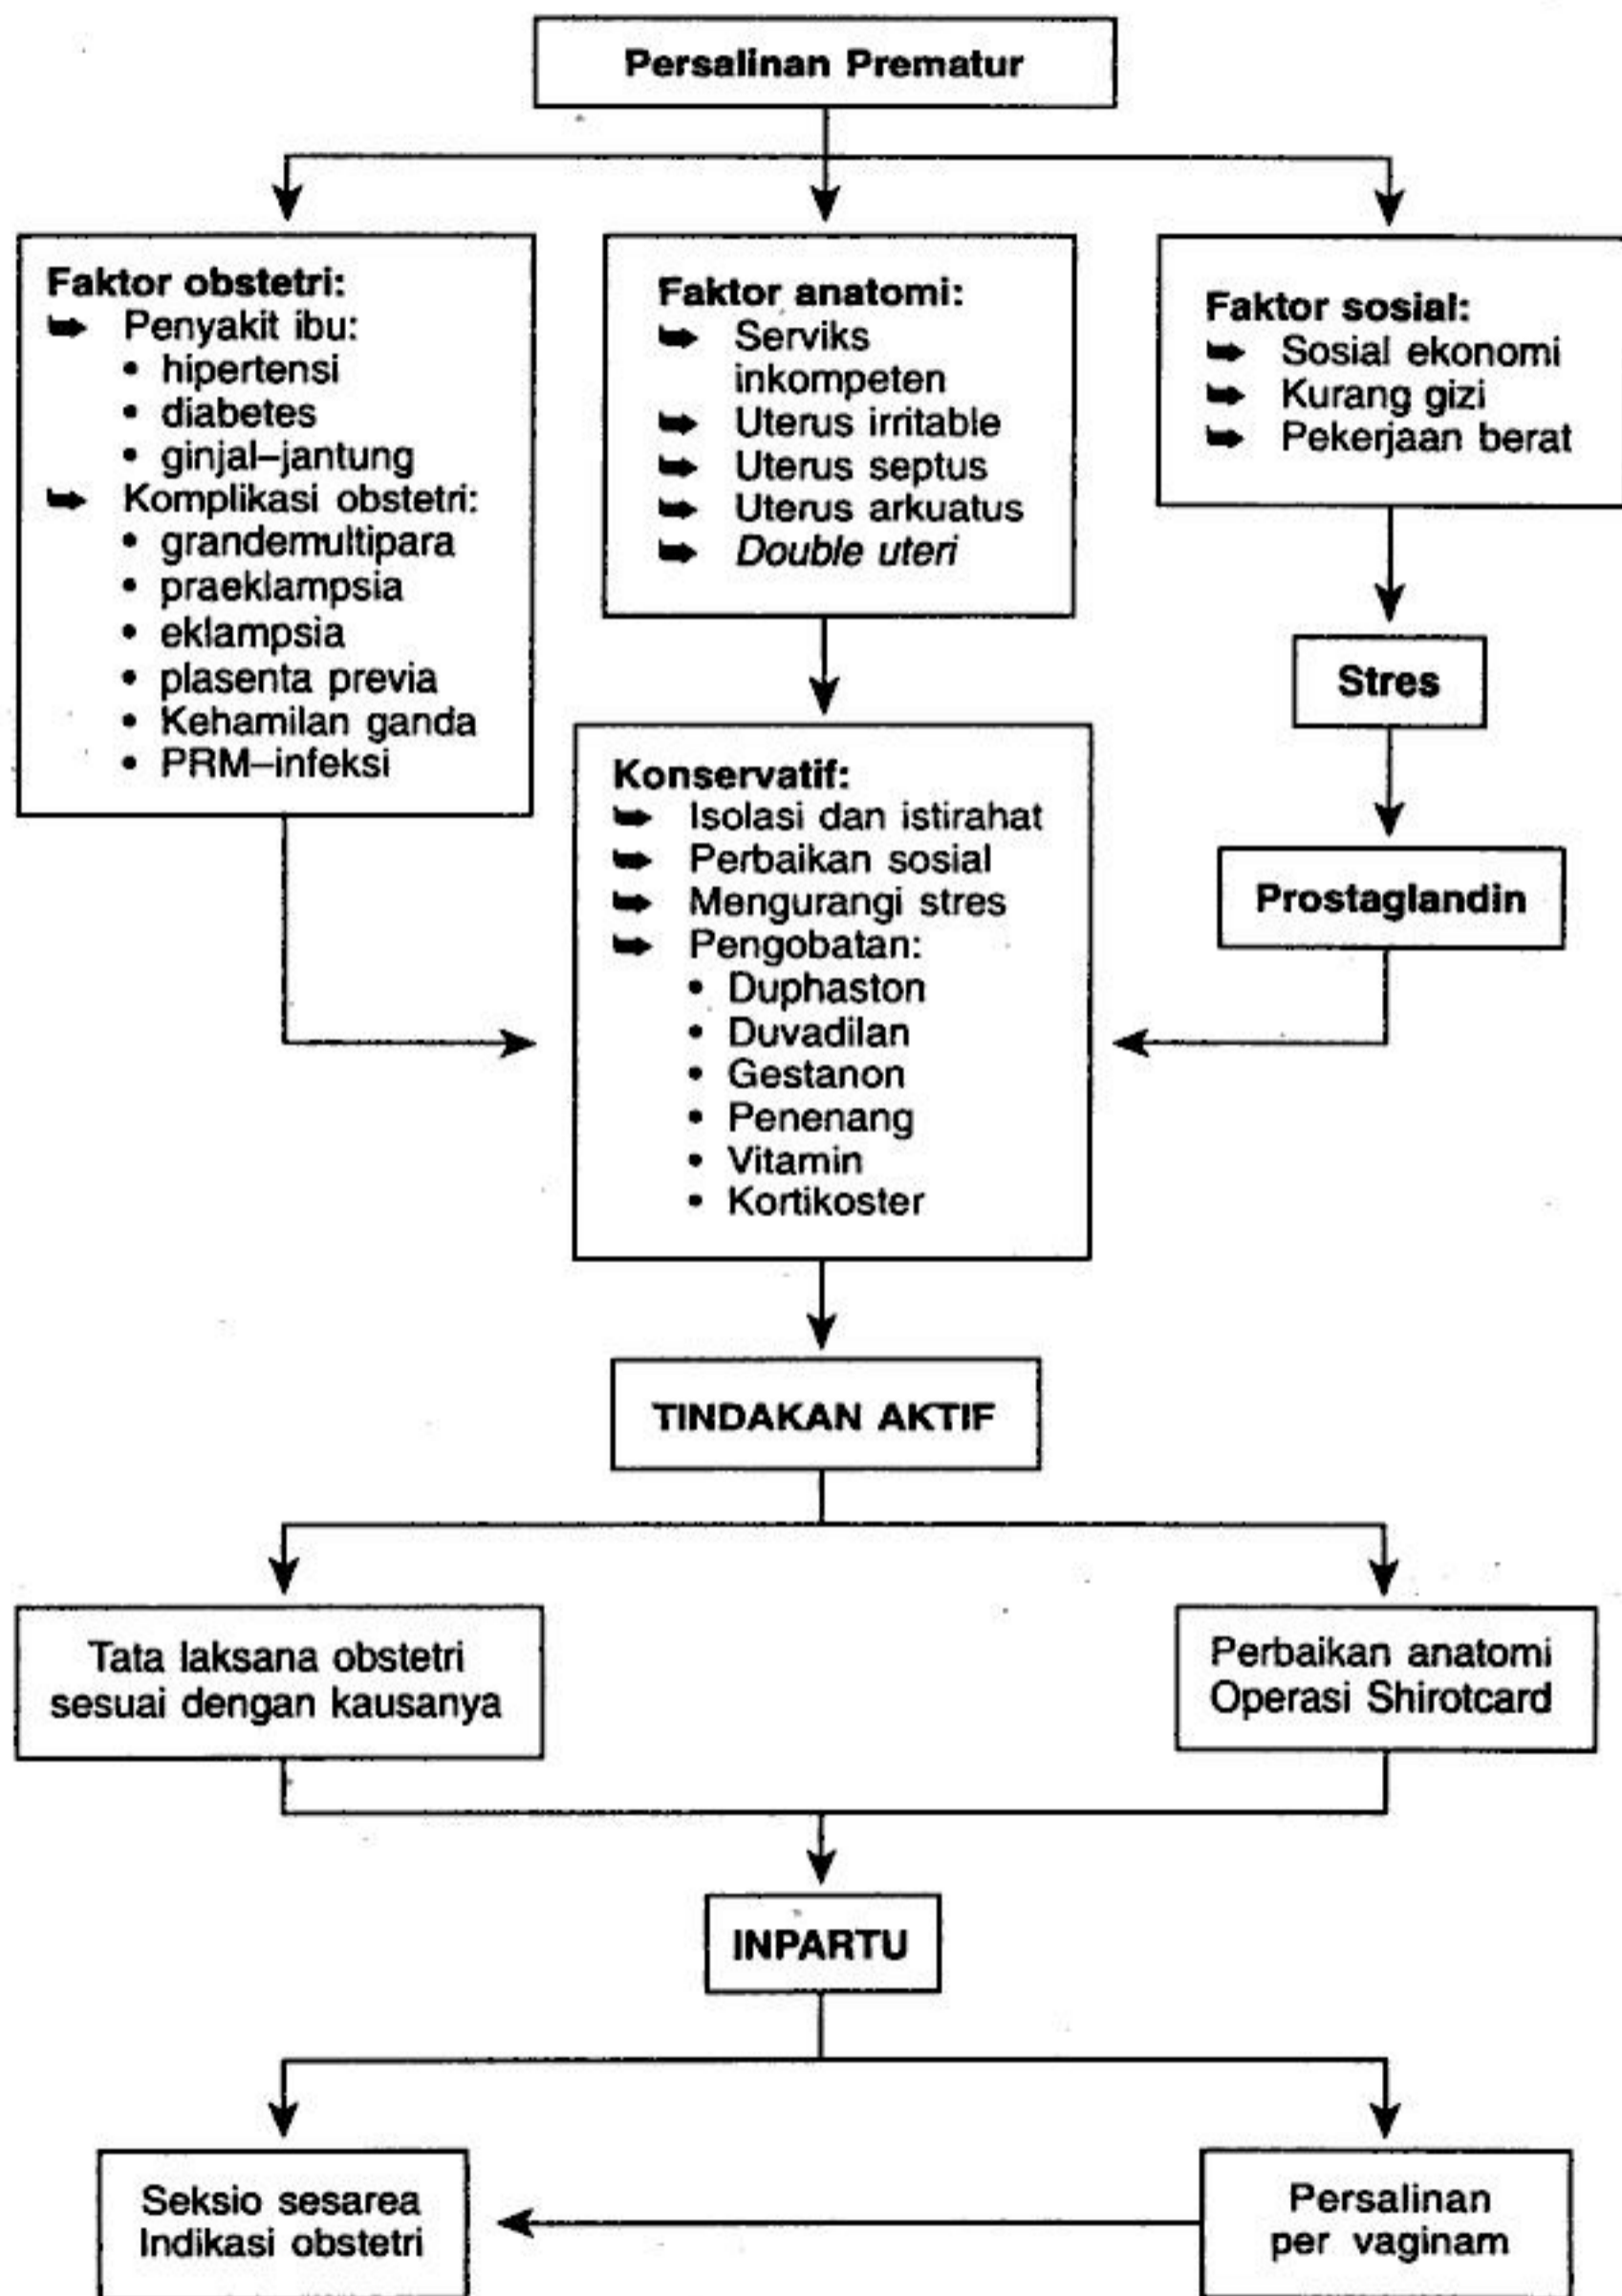 Persalinan Prematur
Faktor obstetri:
➥ Penyakit ibu:
• hipertensi
• diabetes
• ginjal–jantung
➥ Komplikasi obstetri:
• grandemultipara
• praeklampsia
• eklampsia
• plasenta previa
• Kehamilan ganda
• PRM–infeksi
Faktor anatomi:
➥ Serviks
inkompeten
➥ Uterus irritable
➥ Uterus septus
➥ Uterus arkuatus
➥ Double uteri
Faktor sosial:
➥ Sosial ekonomi
➥ Kurang gizi
➥ Pekerjaan berat
Stres
Prostaglandin
Konservatif:
➥ Isolasi dan istirahat
➥ Perbaikan sosial
➥ Mengurangi stres
➥ Pengobatan:
• Duphaston
• Duvadilan
• Gestanon
• Penenang
• Vitamin
• Kortikoster
TINDAKAN AKTIF
Tata laksana obstetri
sesuai dengan kausanya
Perbaikan anatomi
Operasi Shirotcard
INPARTU
Seksio sesarea
Indikasi obstetri
Persalinan
per vaginam